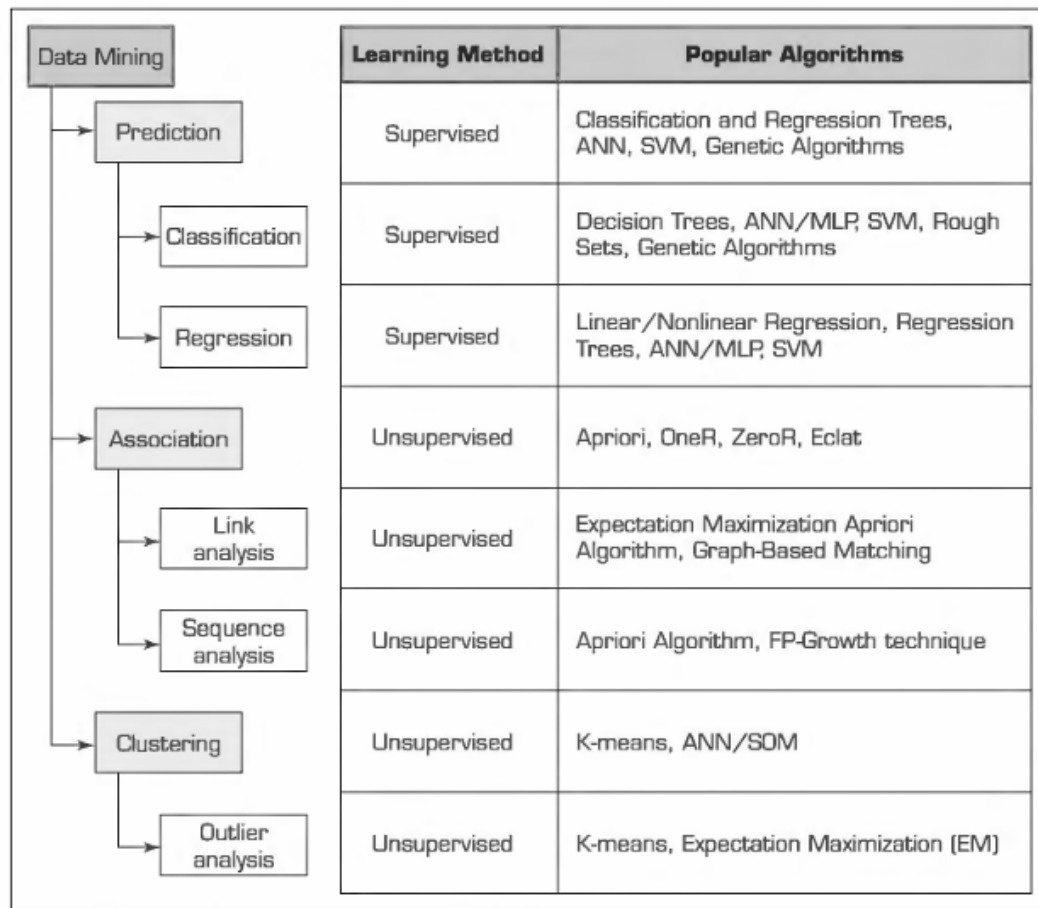 Data Mining
Learning Method
Popular Algorithms
Prediction
Supervised
Classification and Regression Trees,
ANN, SVM, Genetic Algorithms
Classification
Supervised
Decision Trees, ANN/MLP, SVM, Rough
Sets, Genetic Algorithms
Regression
Supervised
Linear/Nonlinear Regression, Regression
Trees, ANN/MLP, SVM
Association
Unsupervised
Apriori, OneR, ZeroR, Eclat
Link
analysis
Unsupervised
Expectation Maximization Apriori
Algorithm, Graph-Based Matching
Sequence
analysis
Unsupervised
Apriori Algorithm, FP-Growth technique
Clustering
Unsupervised
K-means, ANN/SOM
Outlier
analysis
Unsupervised
K-means, Expectation Maximization (EM)